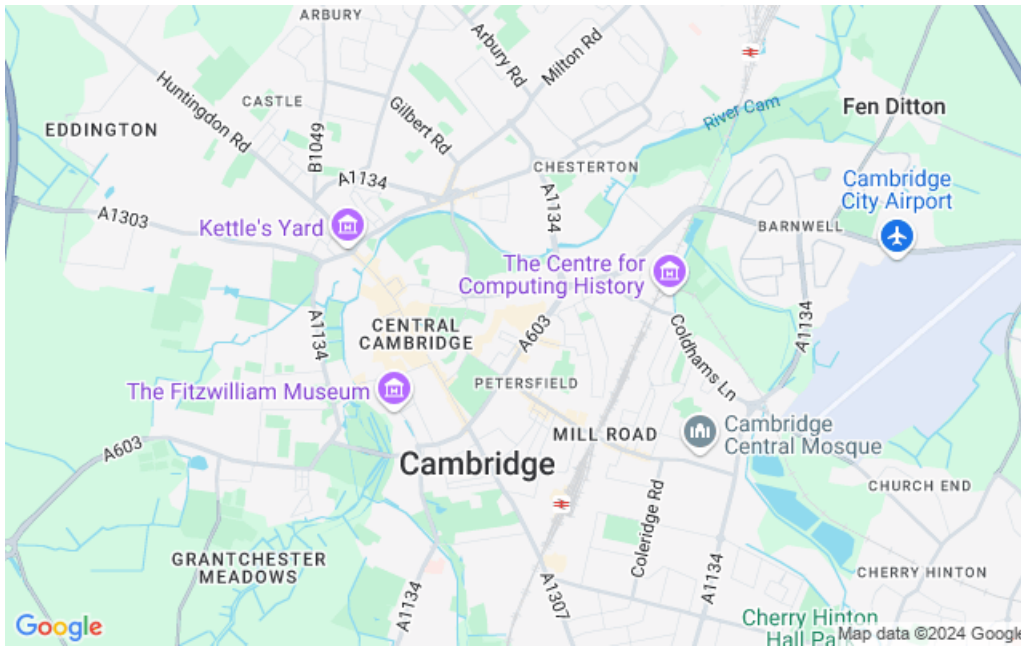 ARBURY
Arbury Rd
Milton Rd
Huntingdon Rd
CASTLE
Gilbert Rd
B1049
EDDINGTON
River Cam
Fen Ditton
CHESTERTON
A1134
A1134
Cambridge
City Airport
A1303
Kettle's Yard
BARNWELL
The Centre for
Computing History
A1134
CENTRAL
CAMBRIDGE
A603
Coldhams Ln
A1134
The Fitzwilliam Museum
PETERSFIELD
MILL ROAD
Cambridge
Central Mosque
A603
Cambridge
Coleridge Rd
CHURCH END
GRANTCHESTER
MEADOWS
A1134
A1307
A1134
CHERRY HINTON
Cherry Hinton
Hall Park
Google
Map data ©2024 Google